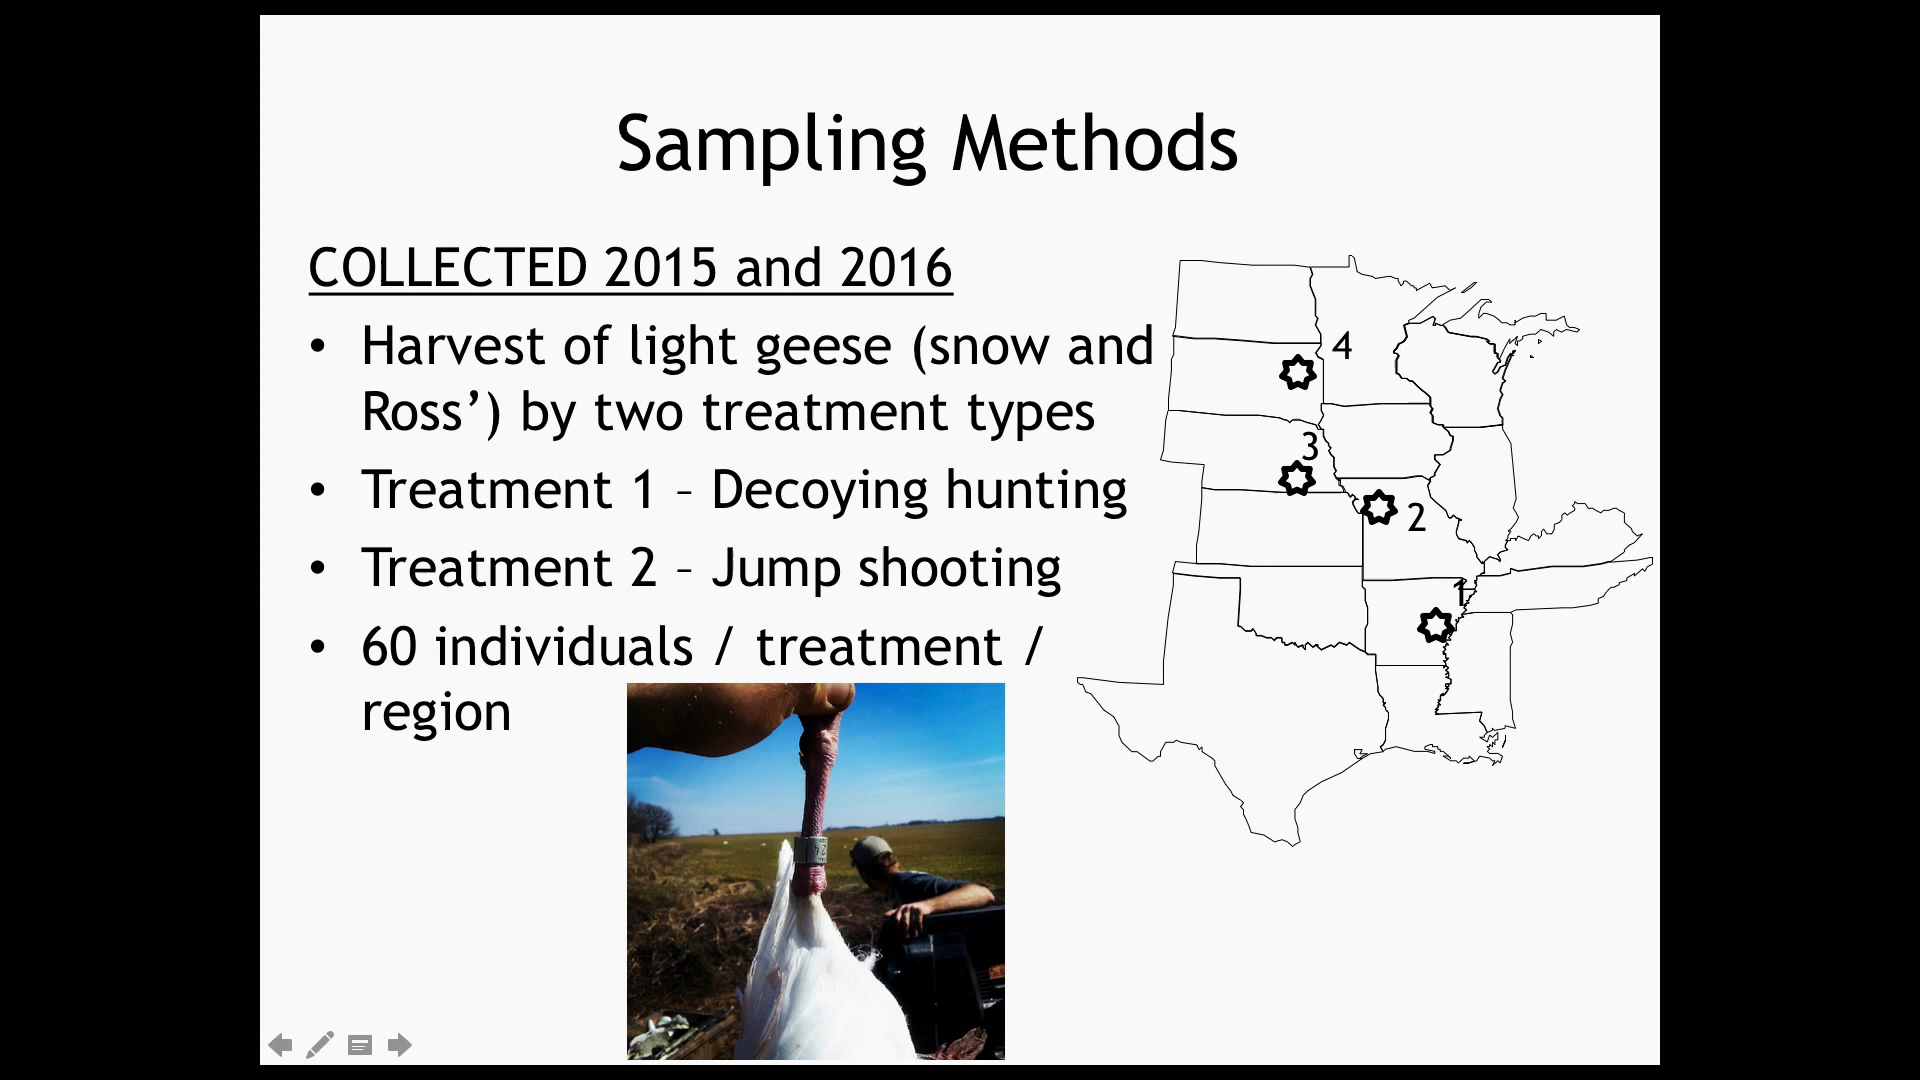 Sampling Methods
COLLECTED 2015 and 2016
• Harvest of light geese (snow and
Ross’) by two treatment types
• Treatment 1 – Decoying hunting
• Treatment 2 – Jump shooting
• 60 individuals / treatment /
region
4
3
2
1